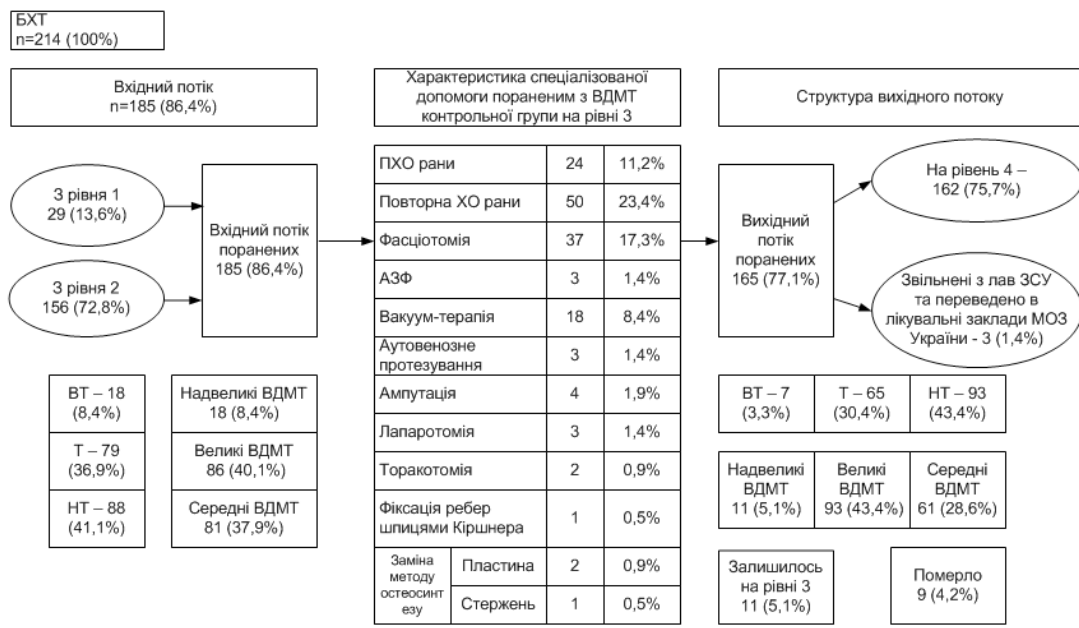 БХТ
n=214 (100%)
Вхідний потік
n=185 (86,4%)
Характеристика спеціалізованої
допомоги пораненим з ВДМТ
контрольної групи на рівні 3
Структура вихідного потоку
З рівня 1
29 (13,6%)
З рівня 2
156 (72,8%)
Вхідний потік
поранених
185 (86,4%)
ВТ – 18
(8,4%)
Надвеликі ВДМТ
18 (8,4%)
Т – 79
(36,9%)
Великі ВДМТ
86 (40,1%)
НТ – 88
(41,1%)
Середні ВДМТ
81 (37,9%)
ПХО рани 24 11,2%
Повторна ХО рани 50 23,4%
Фасціотомія 37 17,3%
АЗФ 3 1,4%
Вакуум-терапія 18 8,4%
Аутовенозне
протезування 3 1,4%
Ампутація 4 1,9%
Лапаротомія 3 1,4%
Торакотомія 2 0,9%
Фіксація ребер
шпицями Кіршнера 1 0,5%
Заміна
методу
остеосинт
езу
Пластина 2 0,9%
Стержень 1 0,5%
Вихідний
потік
поранених
165 (77,1%)
На рівень 4 –
162 (75,7%)
Звільнені з лав ЗСУ
та переведено в
лікувальні заклади МОЗ
України - 3 (1,4%)
ВТ – 7
(3,3%)
Т – 65
(30,4%)
НТ – 93
(43,4%)
Надвеликі
ВДМТ
11 (5,1%)
Великі
ВДМТ
93 (43,4%)
Середні
ВДМТ
61 (28,6%)
Залишилось
на рівні 3
11 (5,1%)
Померло
9 (4,2%)